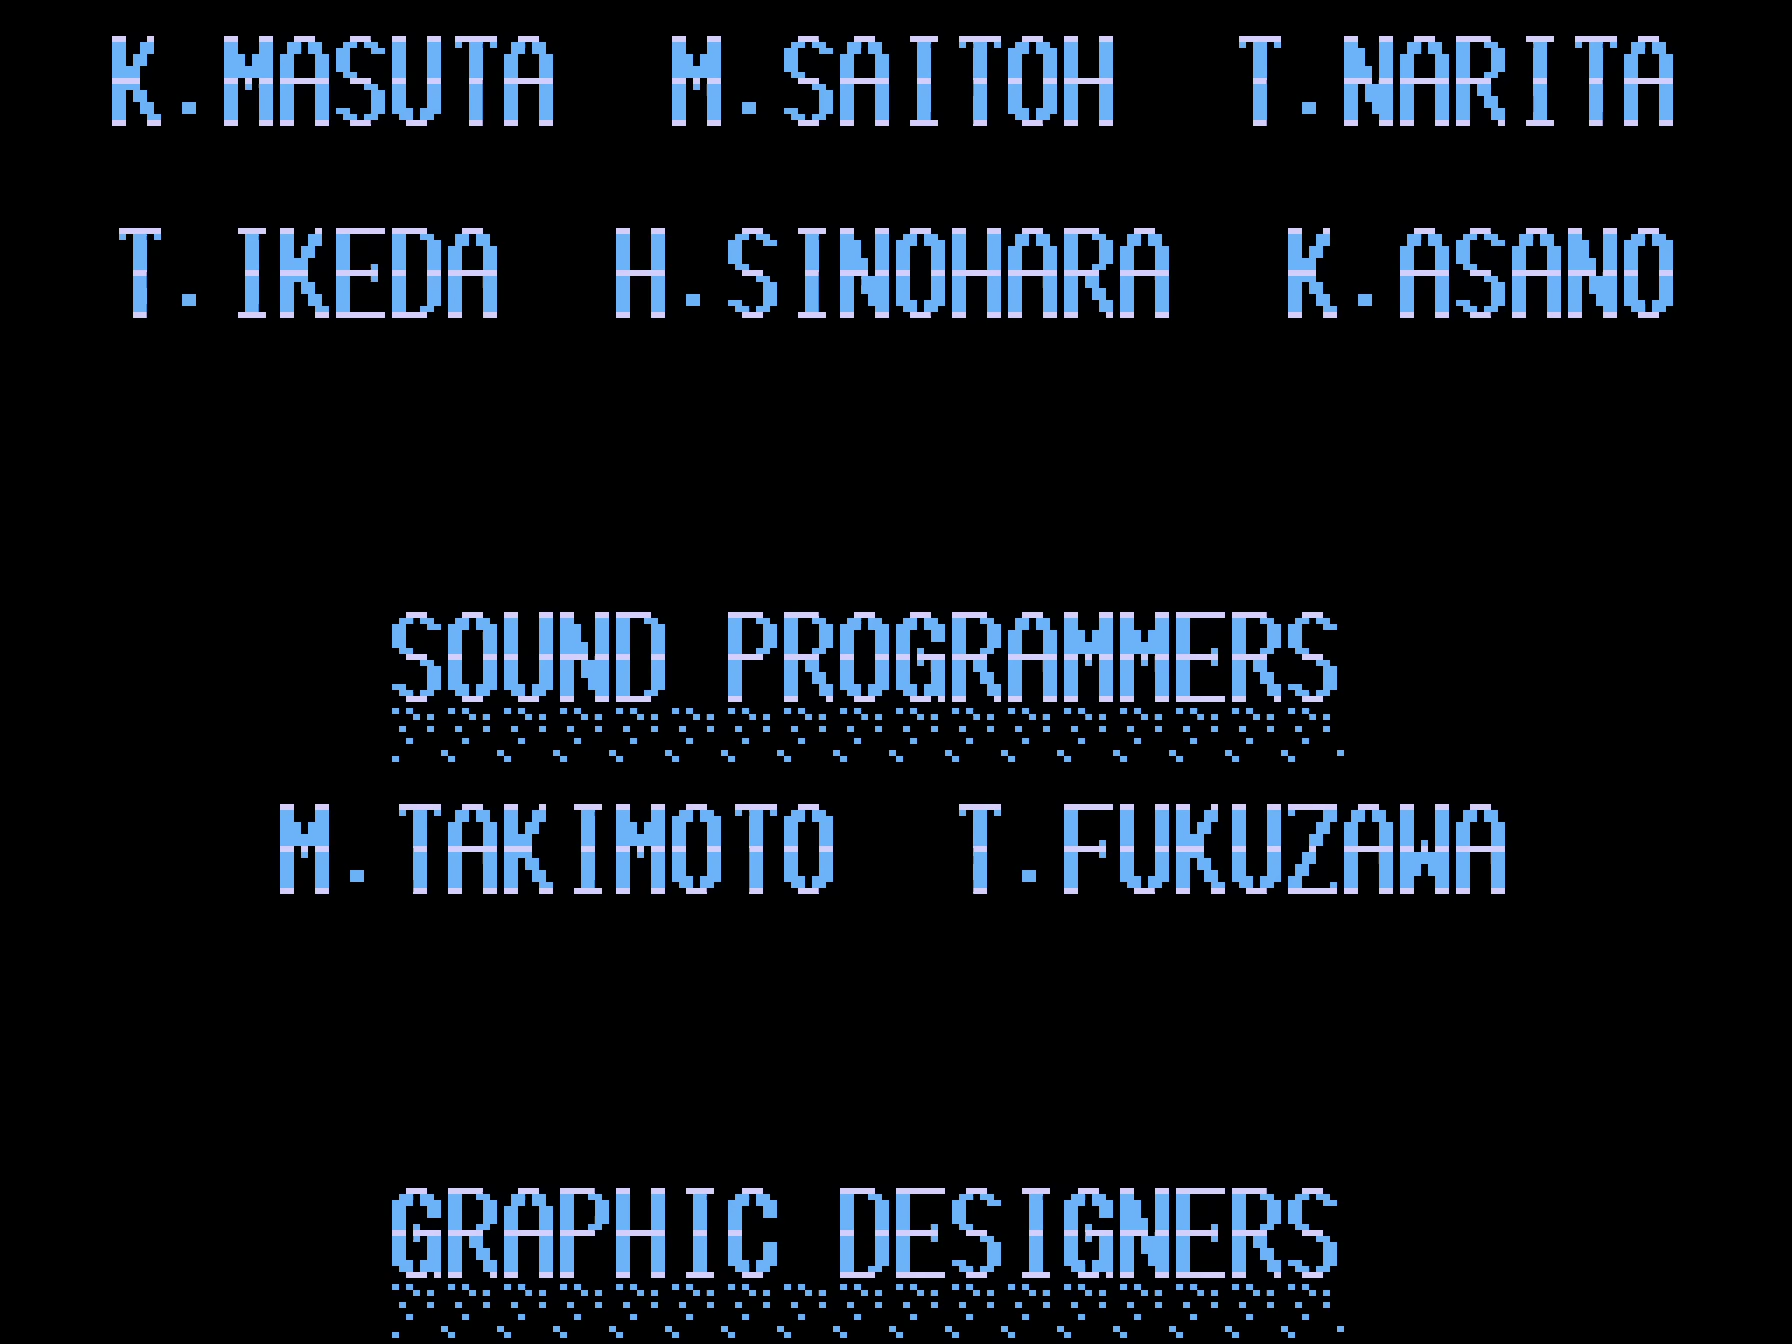 K.MASUTA M.SAITOH T.NARITA
T.IKEDA H.SINOHARA K.ASANO
SOUND PROGRAMMERS
M.TAKIMOTO T.FUKUZAWA
GRAPHIC DESIGNERS